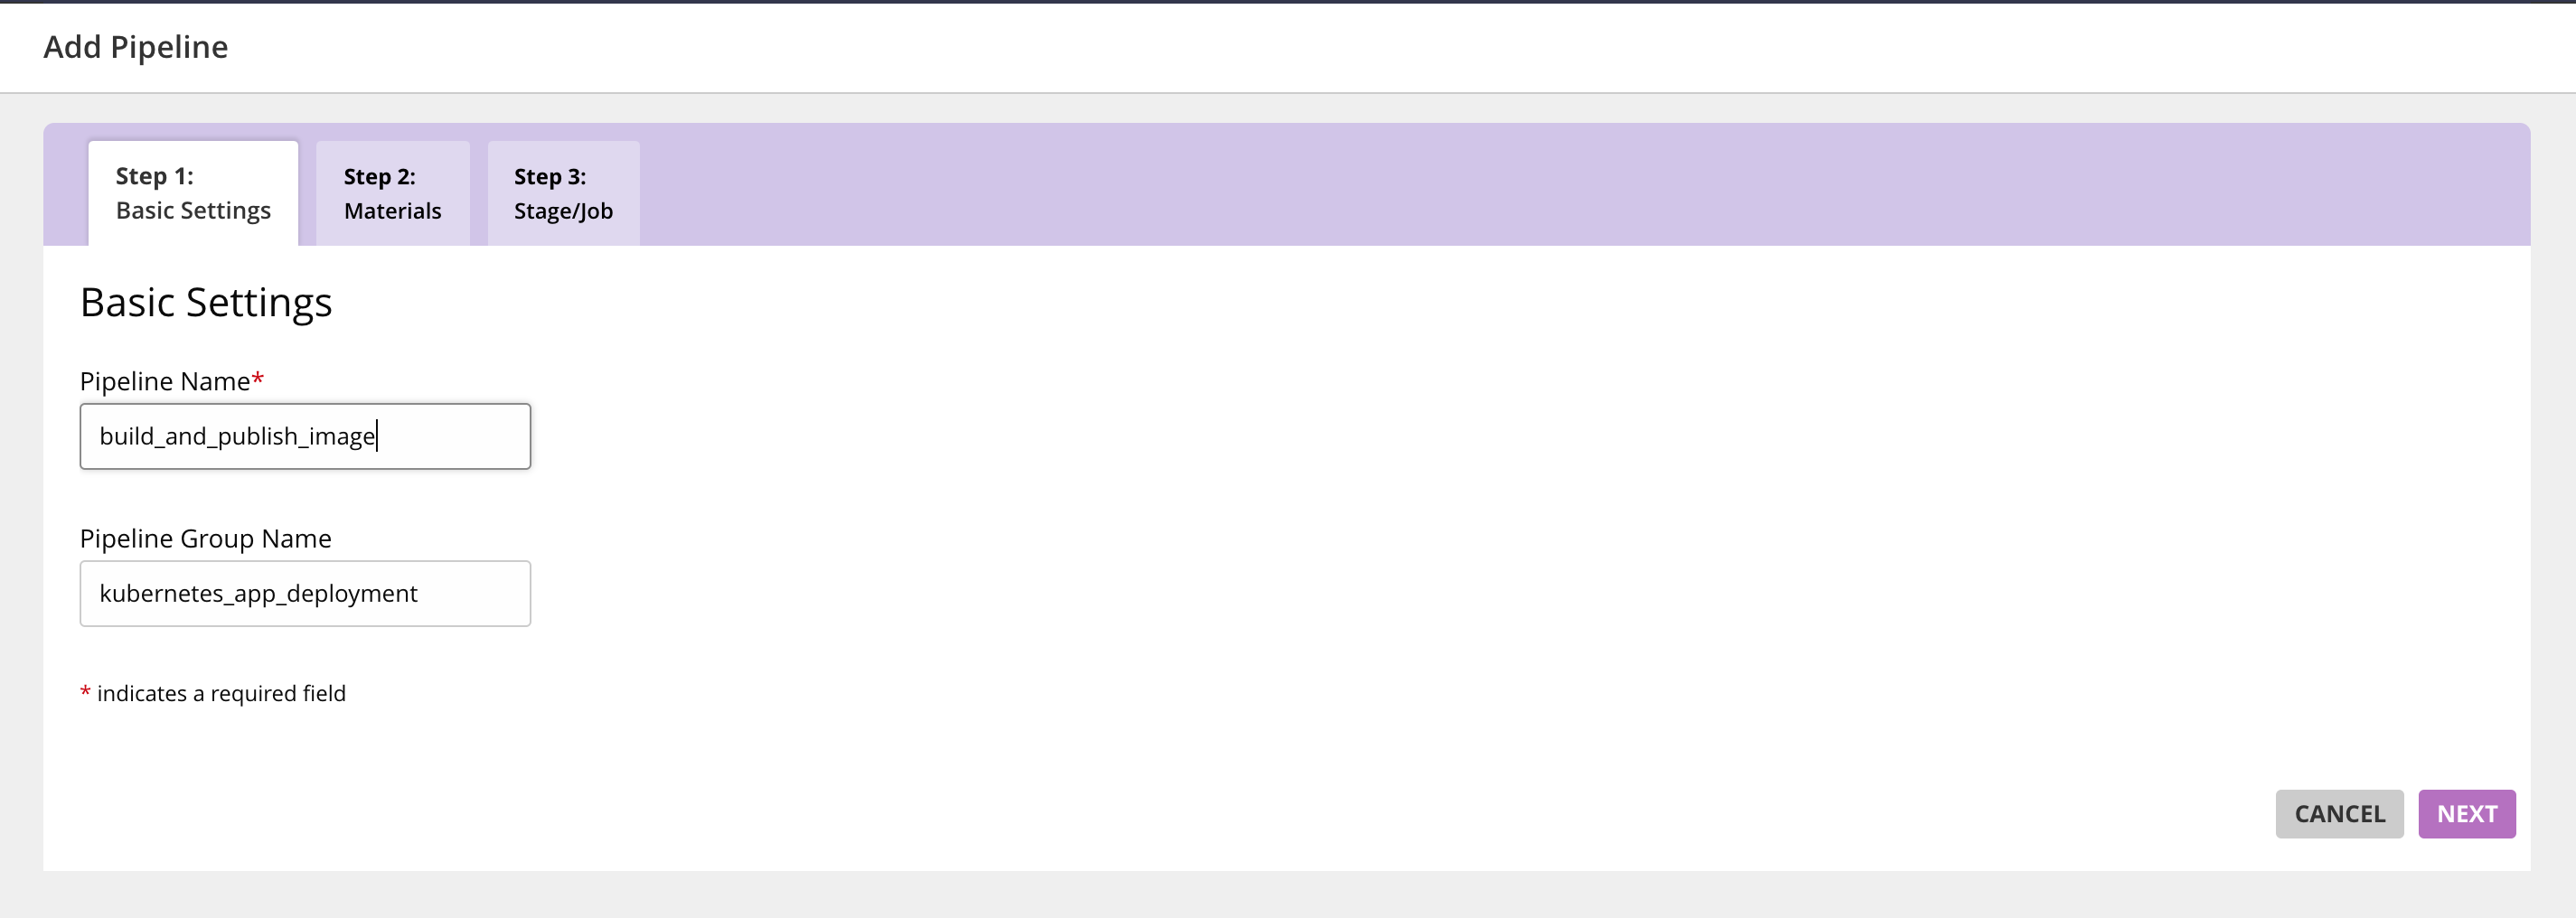 Add Pipeline
Step 1:
Basic Settings
Step 2:
Materials
Step 3:
Stage/Job
Basic Settings
Pipeline Name*
build_and_publish_image
Pipeline Group Name
kubernetes_app_deployment
* indicates a required field
CANCEL
NEXT